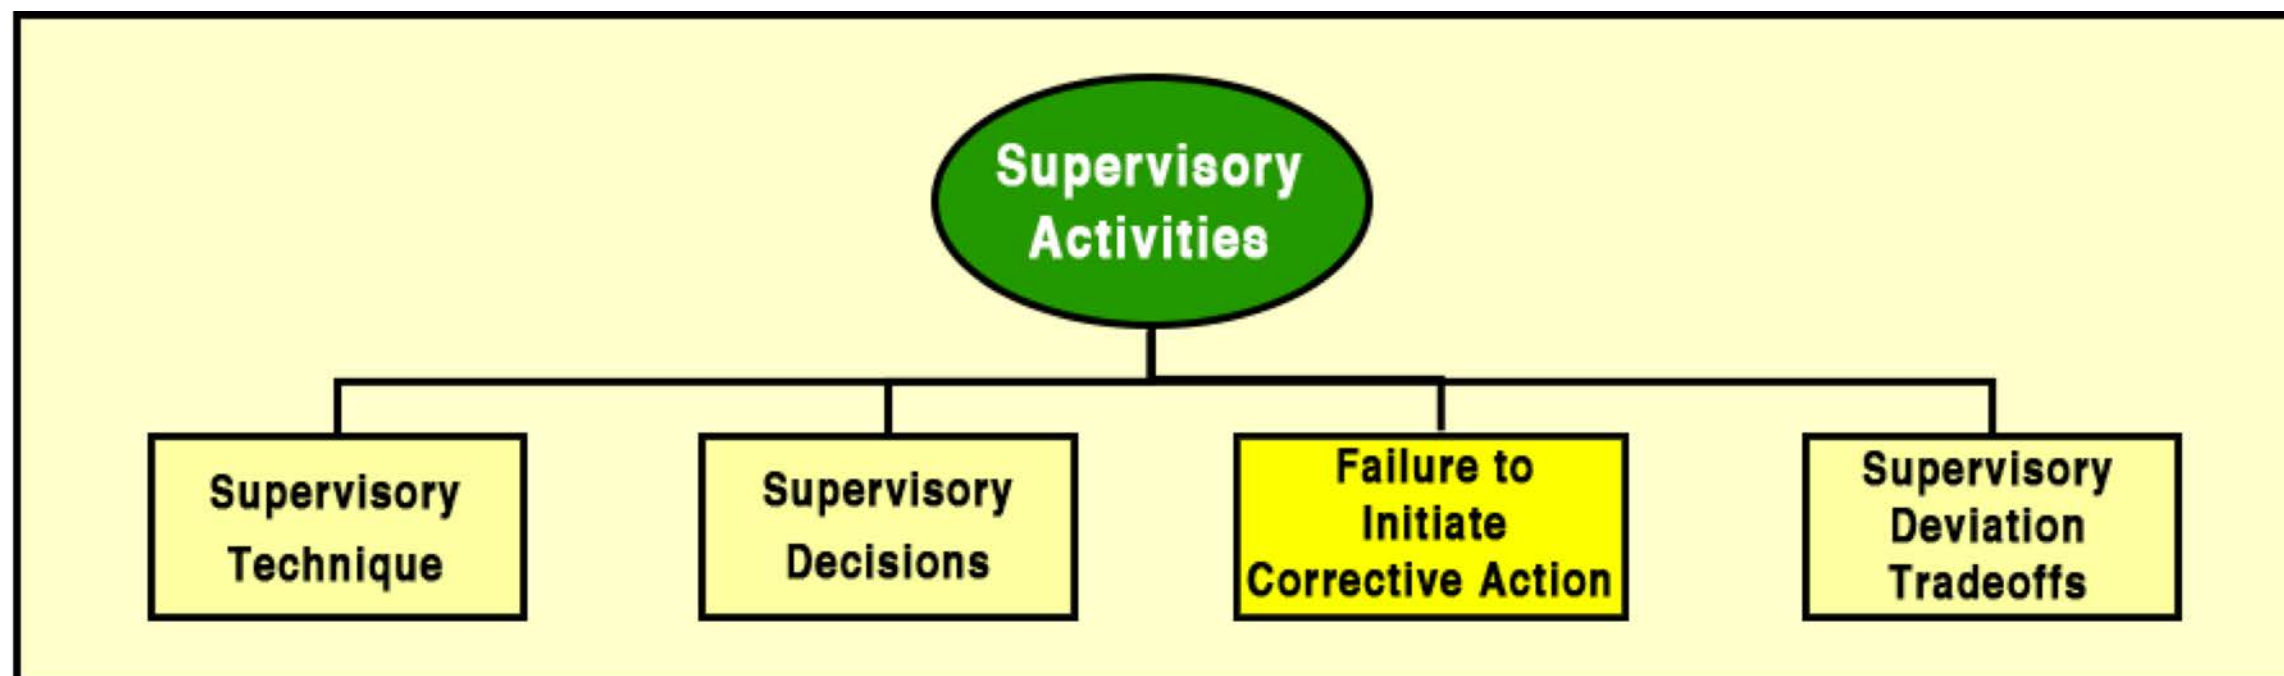 Supervisory
Activities
Supervisory
Technique
Supervisory
Decisions
Failure to
Initiate
Corrective Action
Supervisory
Deviation
Tradeoffs